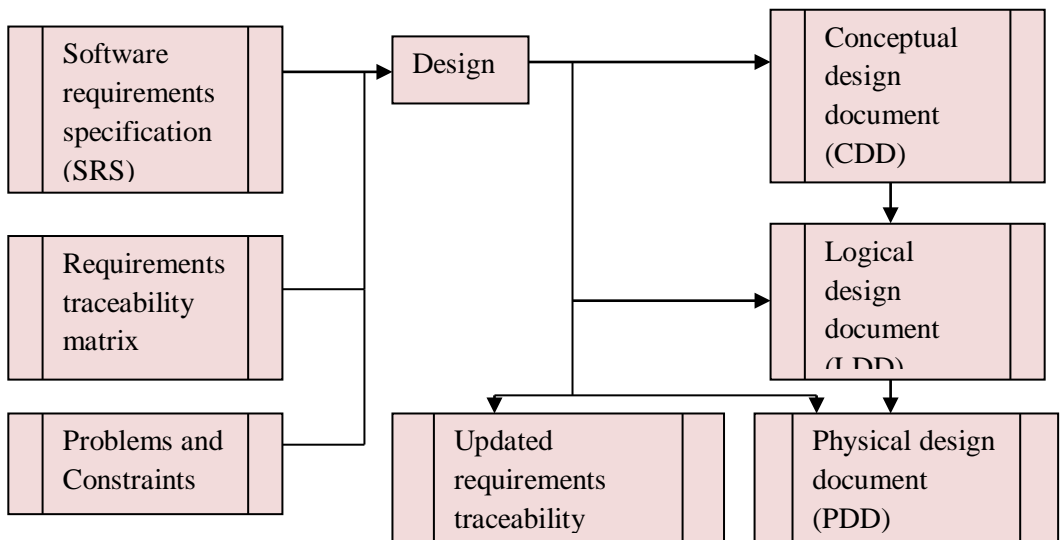 Software
requirements
specification
(SRS)
Requirements
traceability
matrix
Problems and
Constraints
Design
Conceptual
design
document
(CDD)
Logical
design
document
(LDD)
Updated
requirements
traceability
Physical design
document
(PDD)